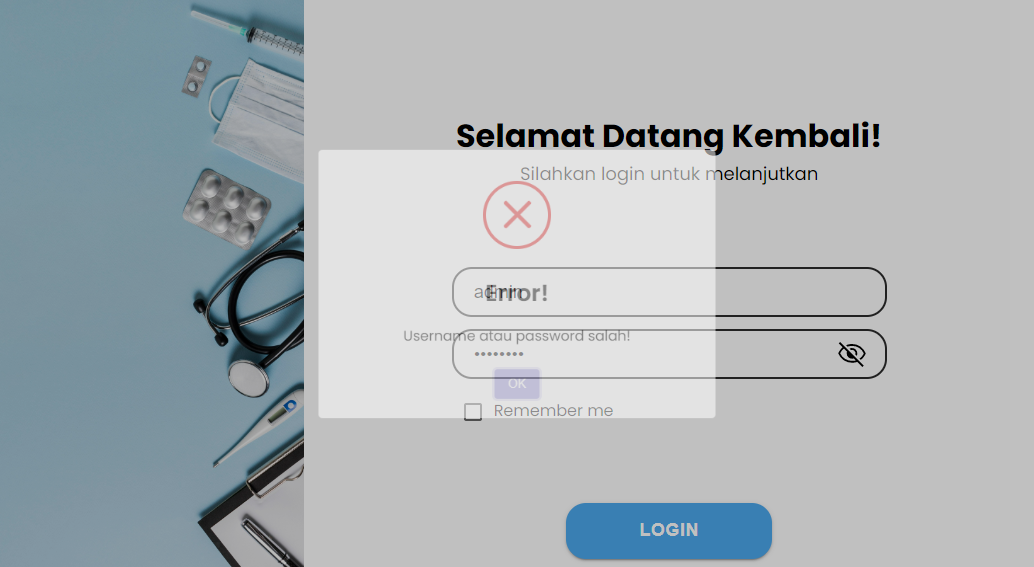 Selamat Datang Kembali!
Silahkan login untuk melanjutkan
admin
Error!
Username atau password salah!
••••••••
OK
Remember me
LOGIN